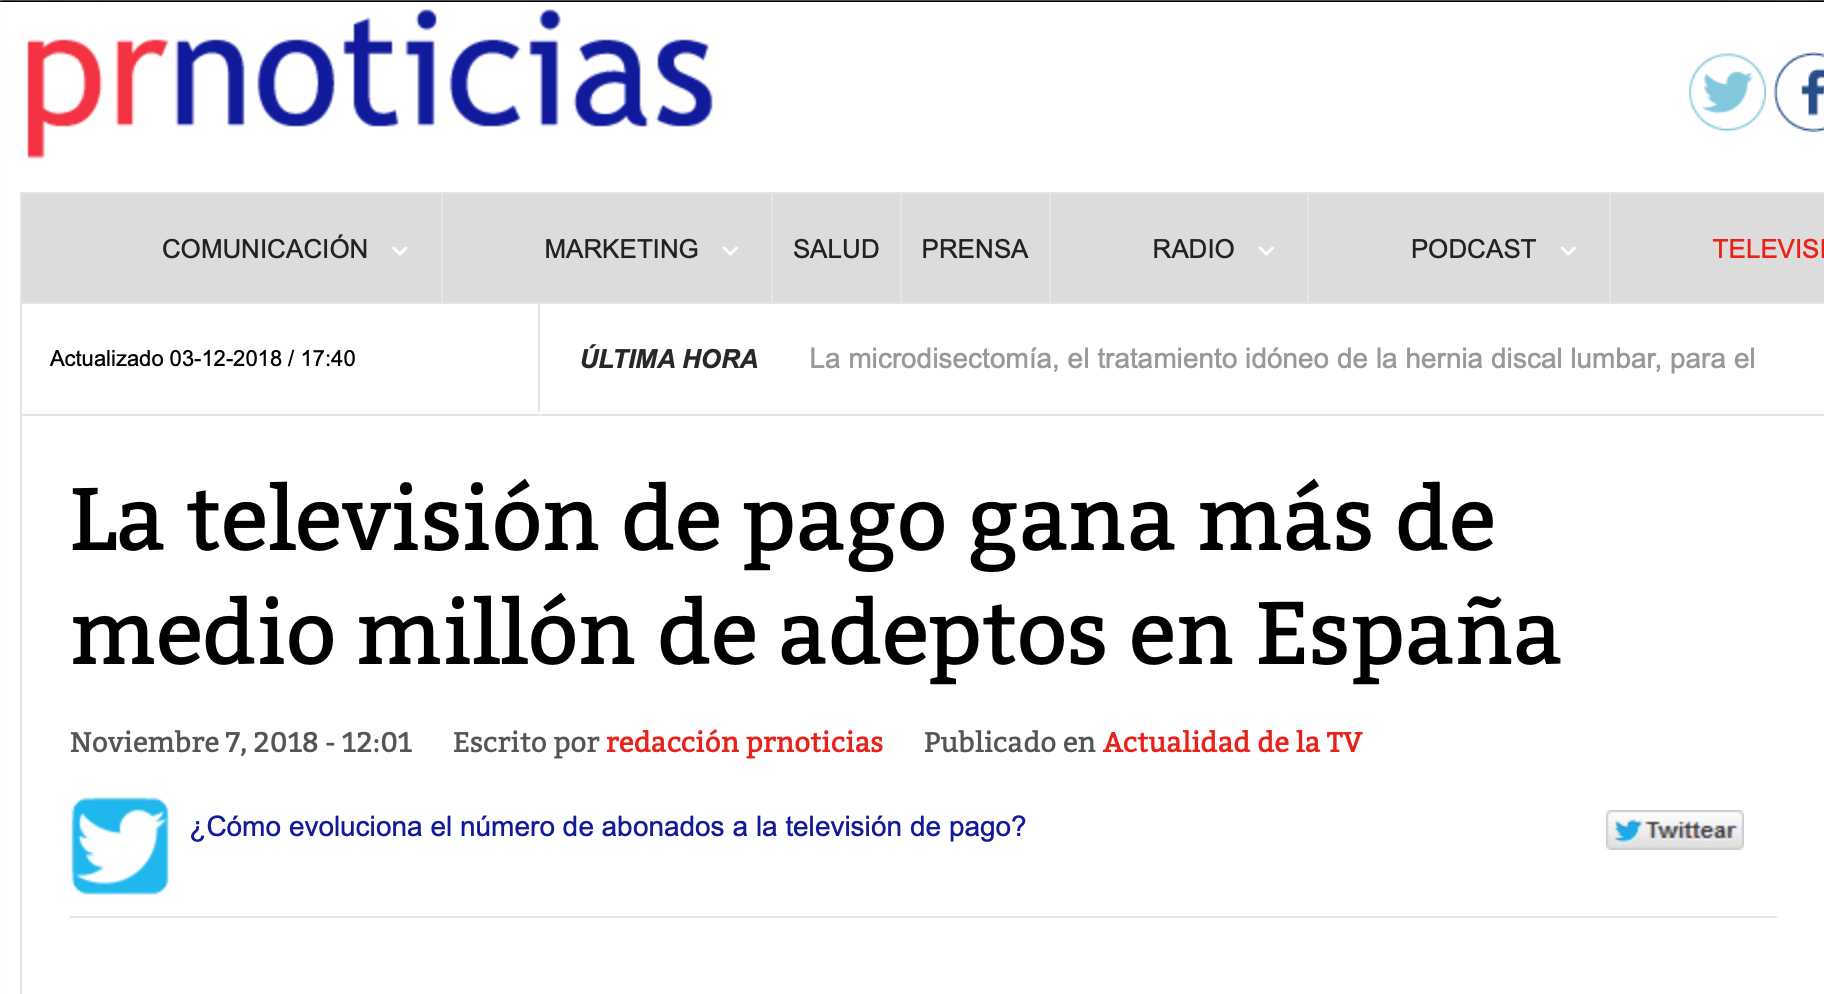 prnoticias
COMUNICACIÓN MARKETING SALUD PRENSA RADIO PODCAST TELEVISI
Actualizado 03-12-2018 / 17:40 ÚLTIMA HORA La microdisectomía, el tratamiento idóneo de la hernia discal lumbar, para el
La televisión de pago gana más de
medio millón de adeptos en España
Noviembre 7, 2018 - 12:01 Escrito por redacción prnoticias Publicado en Actualidad de la TV
¿Cómo evoluciona el número de abonados a la televisión de pago? Twittear